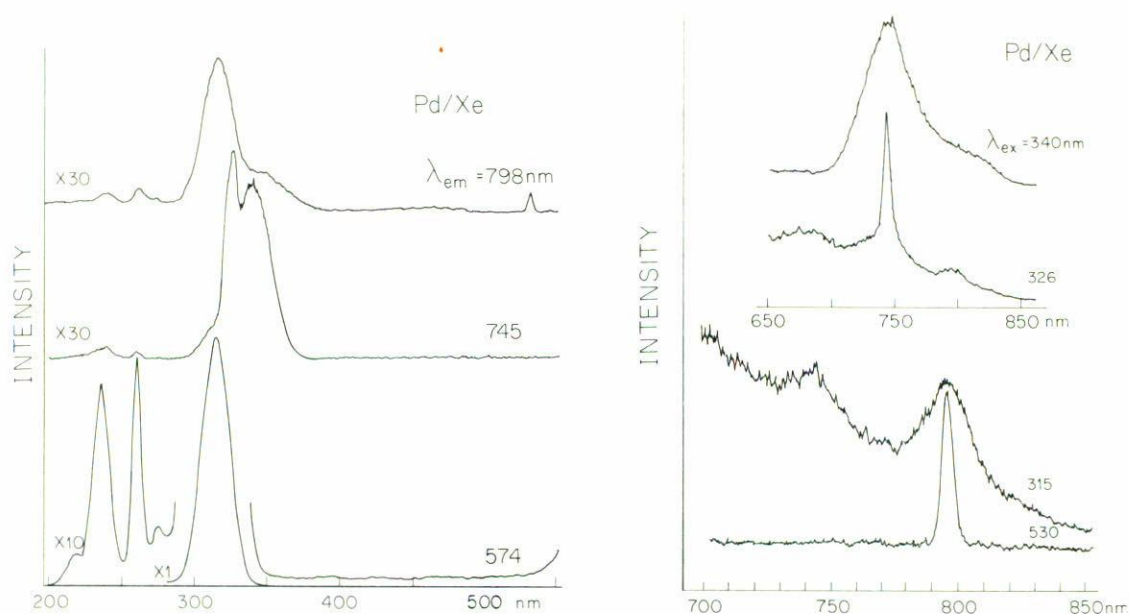 Pd/Xe
X30
λem = 798nm
X30
745
X10
X1
574
200 300 400 500 nm
INTENSITY
Pd/Xe
λex = 340nm
326
650 750 850 nm
315
530
700 750 800 850nm
INTENSITY